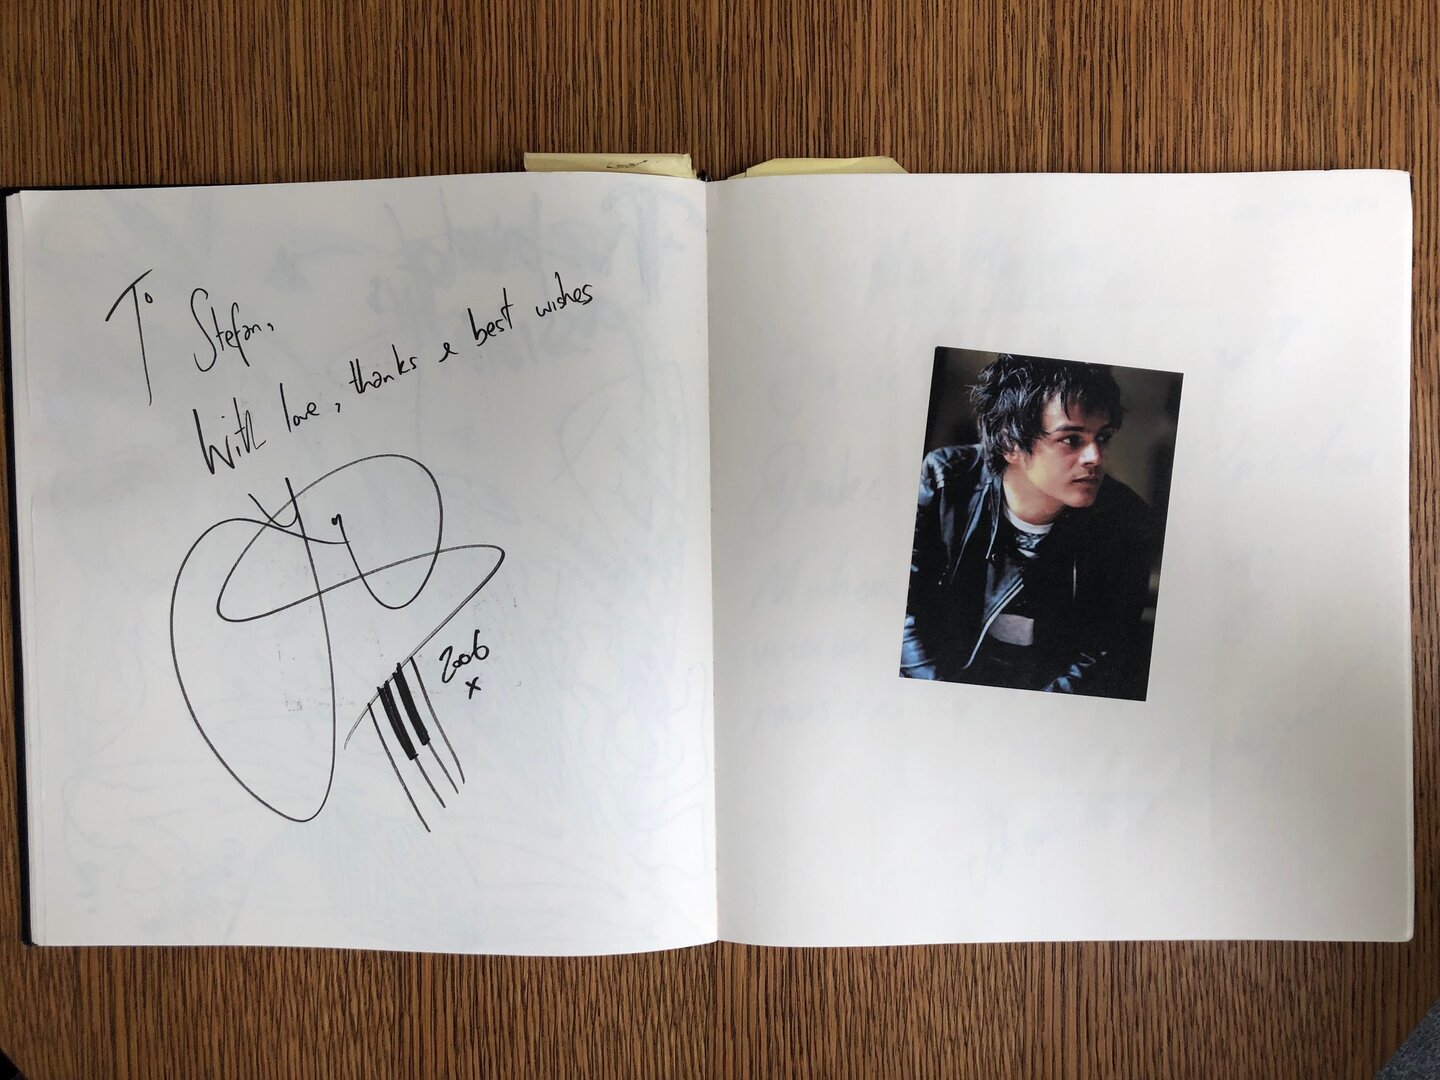 To Stefan,
With love, thanks & best wishes
2006
x